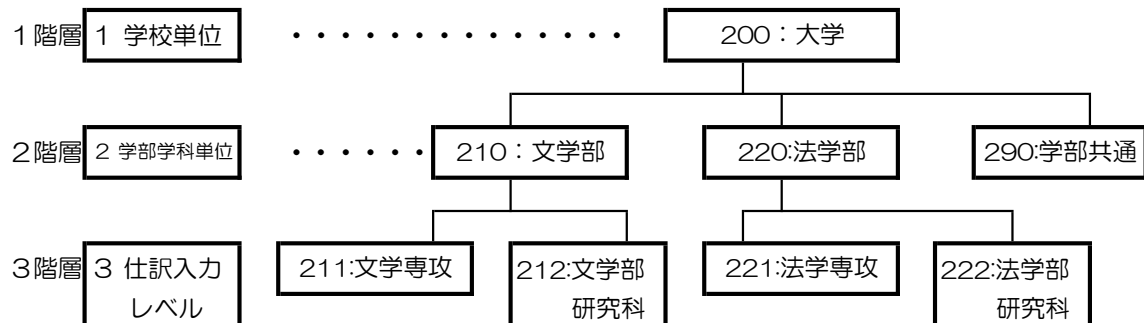 1階層 1 学校単位 ・・・・・・・・・・・・・・ 200：大学
2階層 2 学部学科単位 ・・・・・・ 210：文学部 220:法学部 290:学部共通
3階層 3 仕訳入力 211:文学専攻 212:文学部 221:法学専攻 222:法学部
レベル 研究科 研究科